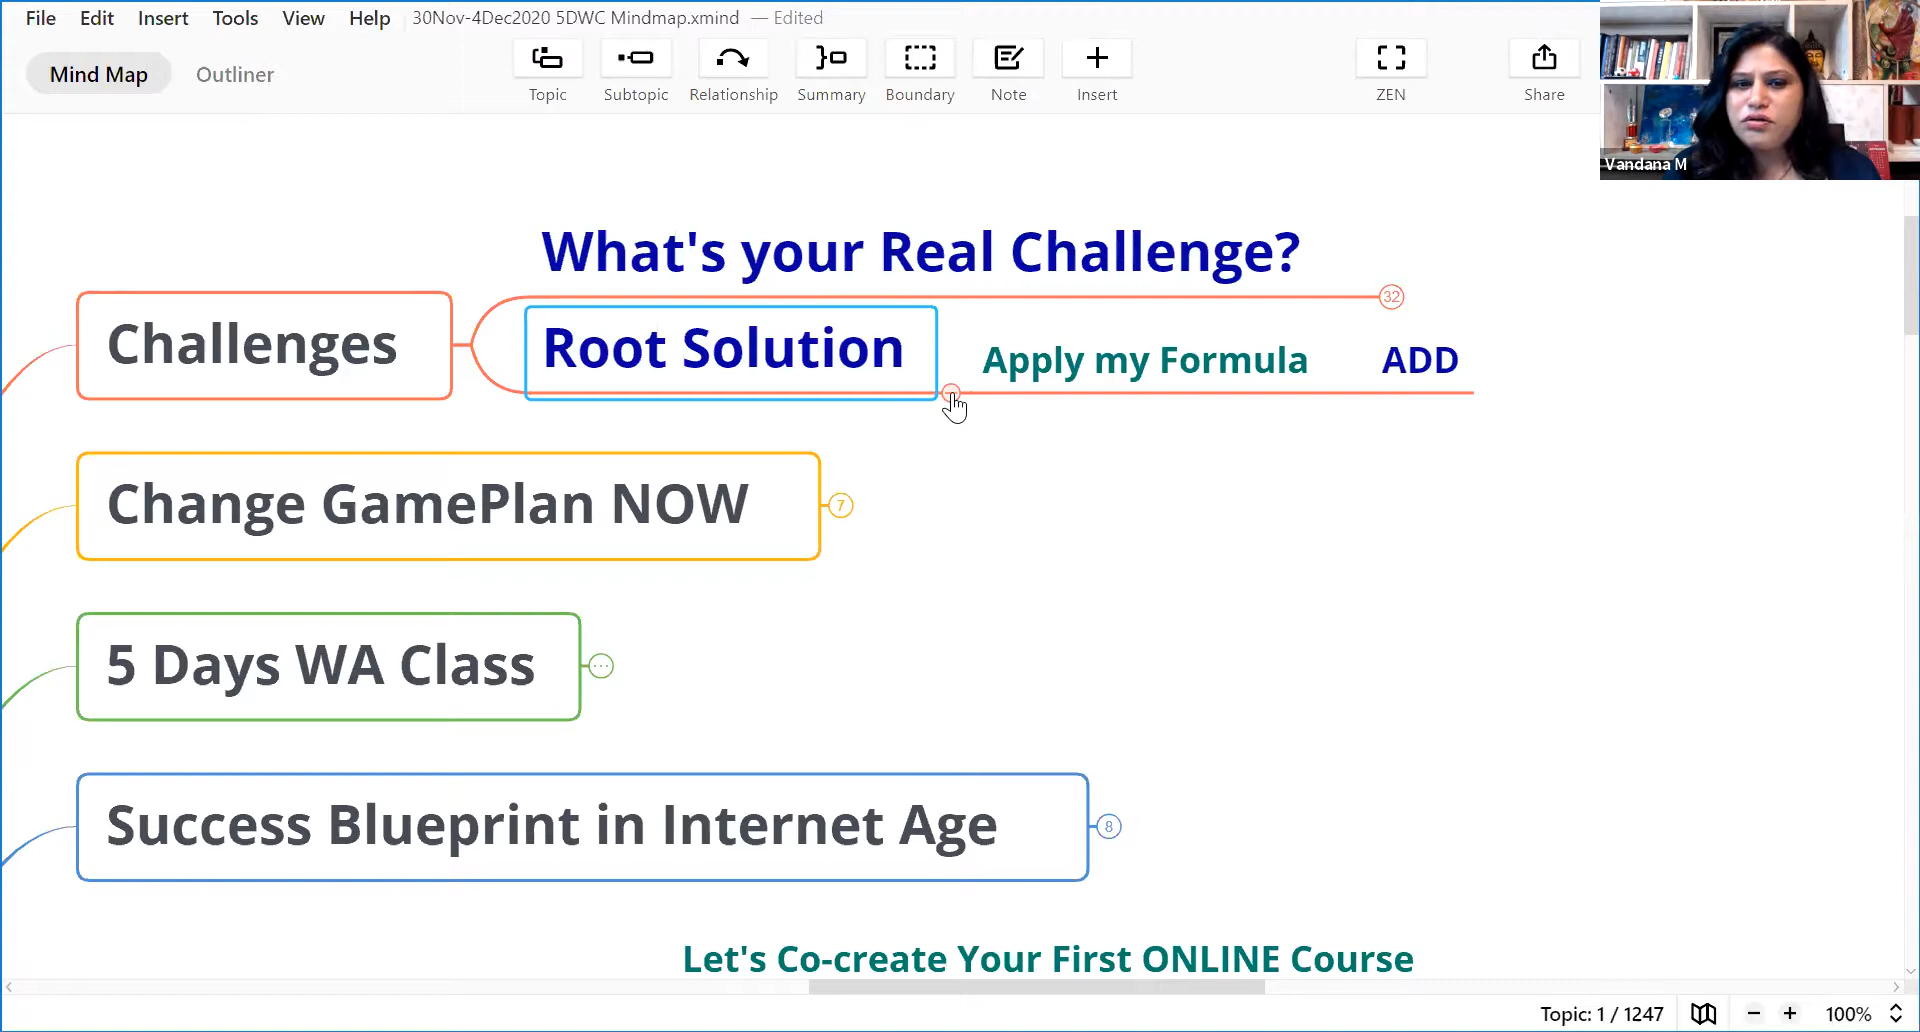 File Edit Insert Tools View Help 30Nov-4Dec2020 5DWC Mindmap.xmind — Edited
Mind Map Outliner
Topic Subtopic Relationship Summary Boundary Note Insert ZEN Share
Vandana M
What's your Real Challenge?
32
Challenges
Root Solution
Apply my Formula
ADD
Change GamePlan NOW
7
5 Days WA Class
Success Blueprint in Internet Age
8
Let's Co-create Your First ONLINE Course
Topic: 1 / 1247
100%